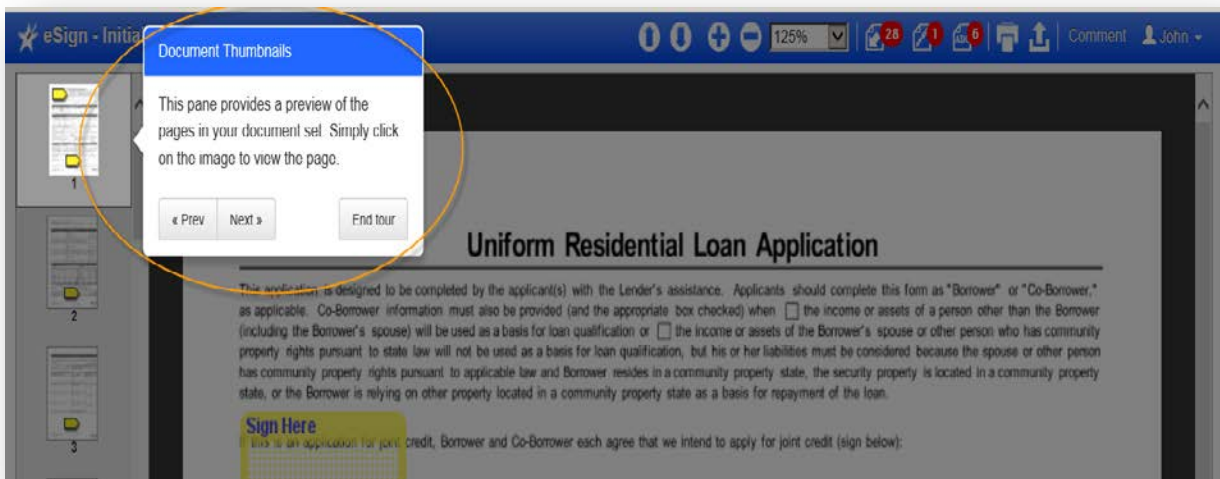 eSign - Initia
125%
28
1
6
Comment
John
Document Thumbnails
This pane provides a preview of the
pages in your document set. Simply click
on the image to view the page.
« Prev
Next »
End tour
1
2
3
Uniform Residential Loan Application
This application is designed to be completed by the applicant(s) with the Lender's assistance. Applicants should complete this form as "Borrower" or "Co-Borrower,"
as applicable. Co-Borrower information must also be provided (and the appropriate box checked) when the income or assets of a person other than the Borrower
(including the Borrower's spouse) will be used as a basis for loan qualification or the income or assets of the Borrower's spouse or other person who has community
property rights pursuant to state law will not be used as a basis for loan qualification, but his or her liabilities must be considered because the spouse or other person
has community property rights pursuant to applicable law and Borrower resides in a community property state, the security property is located in a community property
state, or the Borrower is relying on other property located in a community property state as a basis for repayment of the loan.
Sign Here
this is an application for joint credit, Borrower and Co-Borrower each agree that we intend to apply for joint credit (sign below):